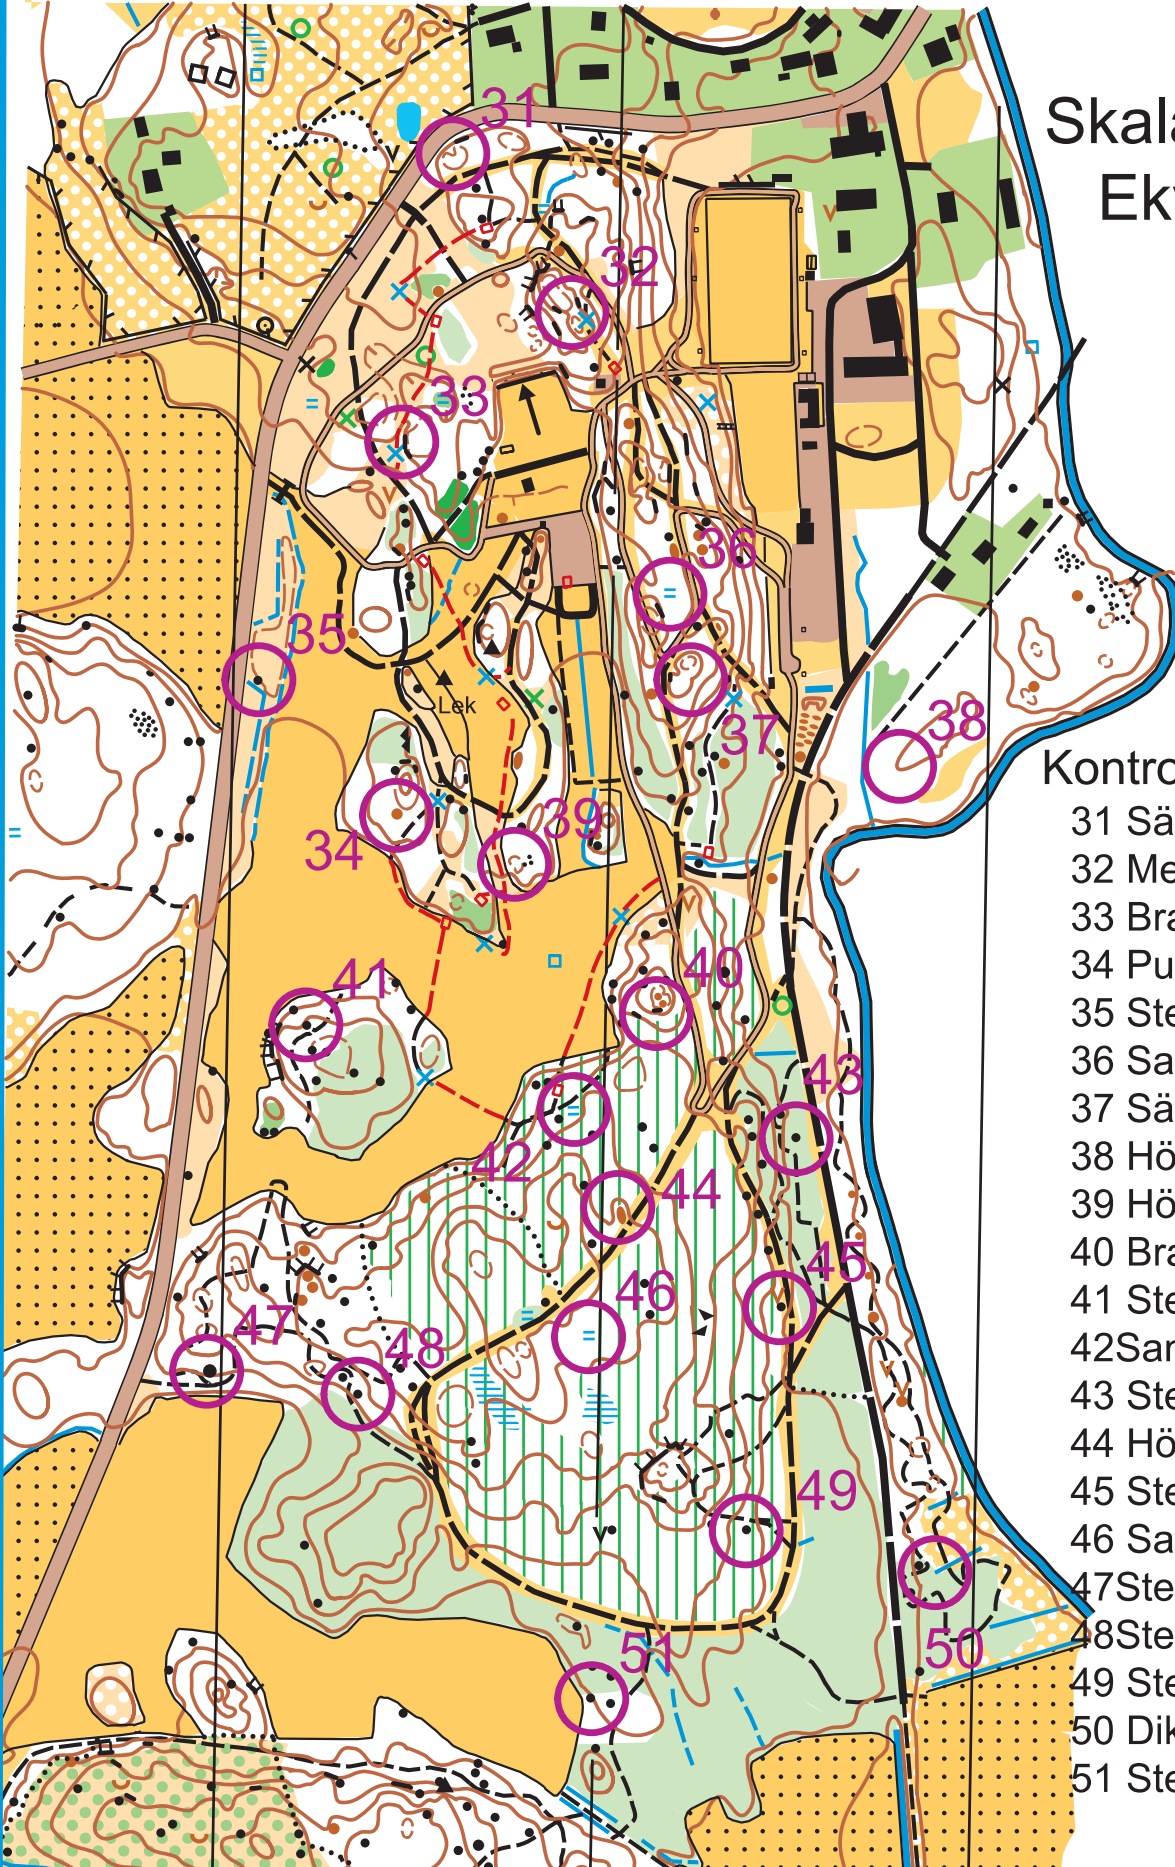 Skala
Ekv
31
32
33
36
35
Lek
37
38
34
39
40
41
43
42
44
45
46
47
48
49
50
51
Kontro
31 Sä
32 Me
33 Bra
34 Pu
35 Ste
36 Sa
37 Sä
38 Hö
39 Hö
40 Bra
41 Ste
42Sar
43 Ste
44 Hö
45 Ste
46 Sa
47Ste
48Ste
49 Ste
50 Dik
51 Ste